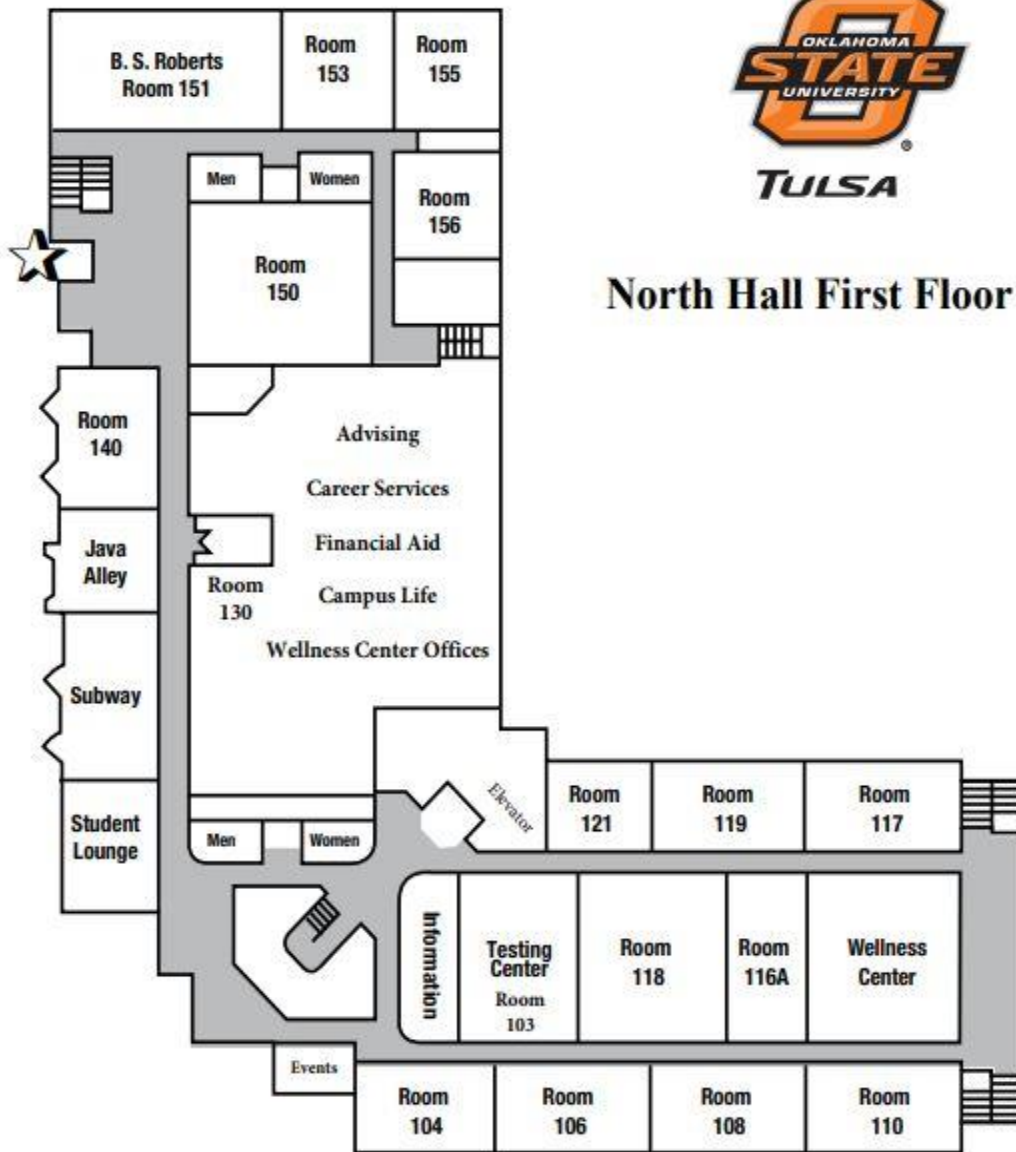 OKLAHOMA
STATE
UNIVERSITY
®
TULSA
North Hall First Floor
B. S. Roberts
Room 151
Room
153
Room
155
Men
Women
Room
156
Room
150
Room
140
Advising
Career Services
Financial Aid
Campus Life
Wellness Center Offices
Java
Alley
Room
130
Subway
Student
Lounge
Men
Women
Elevator
Room
121
Room
119
Room
117
Information
Testing
Center
Room
103
Room
118
Room
116A
Wellness
Center
Events
Room
104
Room
106
Room
108
Room
110